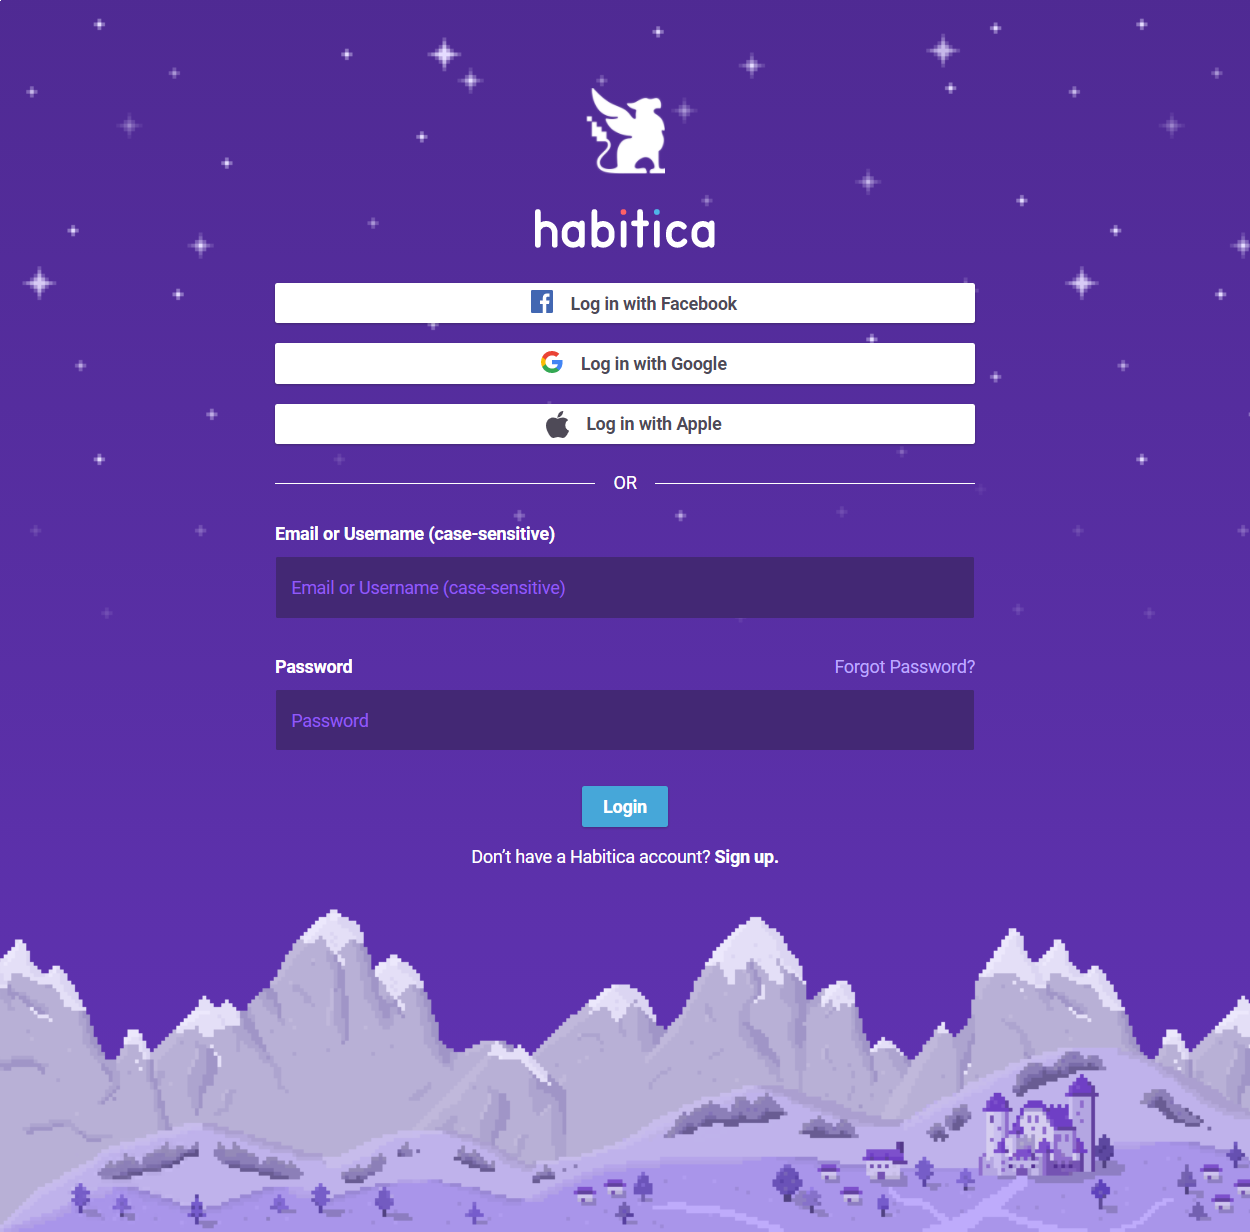 habitica
Log in with Facebook
Log in with Google
Log in with Apple
OR
Email or Username (case-sensitive)
Email or Username (case-sensitive)
Password
Forgot Password?
Password
Login
Don’t have a Habitica account? Sign up.